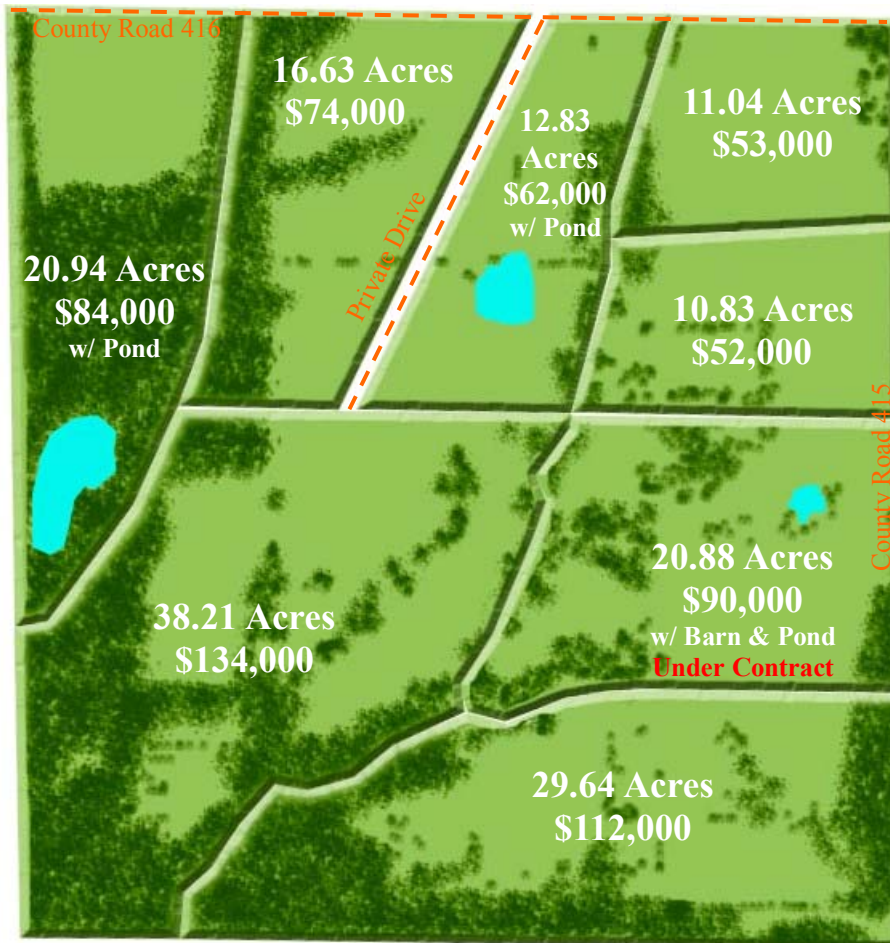 County Road 416
16.63 Acres
$74,000
12.83
Acres
$62,000
w/ Pond
11.04 Acres
$53,000
Private Drive
20.94 Acres
$84,000
w/ Pond
10.83 Acres
$52,000
County Road 415
38.21 Acres
$134,000
20.88 Acres
$90,000
w/ Barn & Pond
Under Contract
29.64 Acres
$112,000